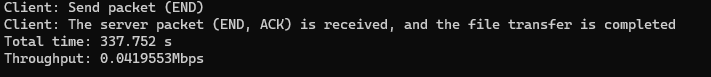 Client: Send packet (END)
Client: The server packet (END, ACK) is received, and the file transfer is completed
Total time: 337.752 s
Throughput: 0.0419553Mbps